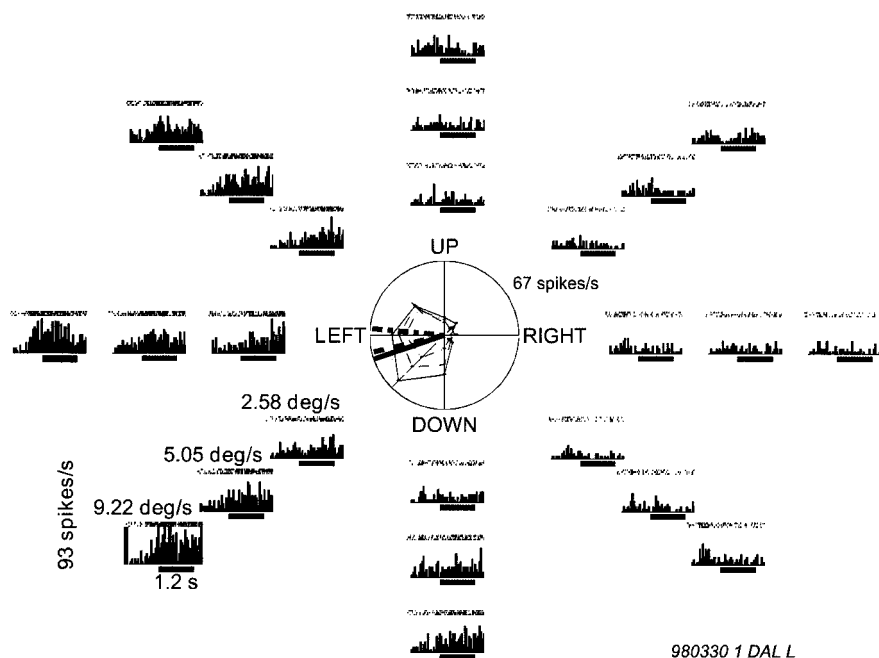 UP
67 spikes/s
LEFT
RIGHT
DOWN
2.58 deg/s
5.05 deg/s
9.22 deg/s
93 spikes/s
1.2 s
980330 1 DAL L